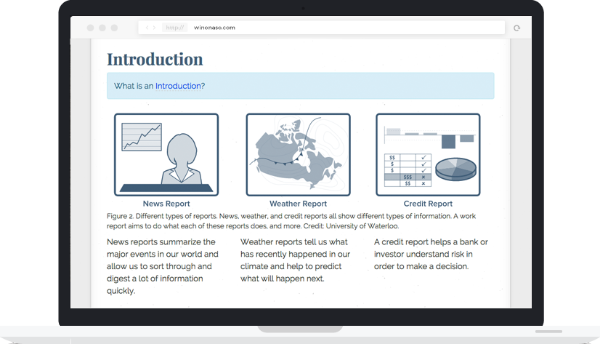 http://
Introduction
What is an Introduction?
$$
$
$$$
$$
News Report
Weather Report
Credit Report
Figure 2. Different types of reports. News, weather, and credit reports all show different types of information. A work
report aims to do what each of these reports does, and more. Credit: University of Waterloo.
News reports summarize the
major events in our world and
allow us to sort through and
digest a lot of information
quickly.
Weather reports tell us what
has recently happened in our
climate and help to predict
what will happen next.
A credit report helps a bank or
investor understand risk in
order to make a decision.